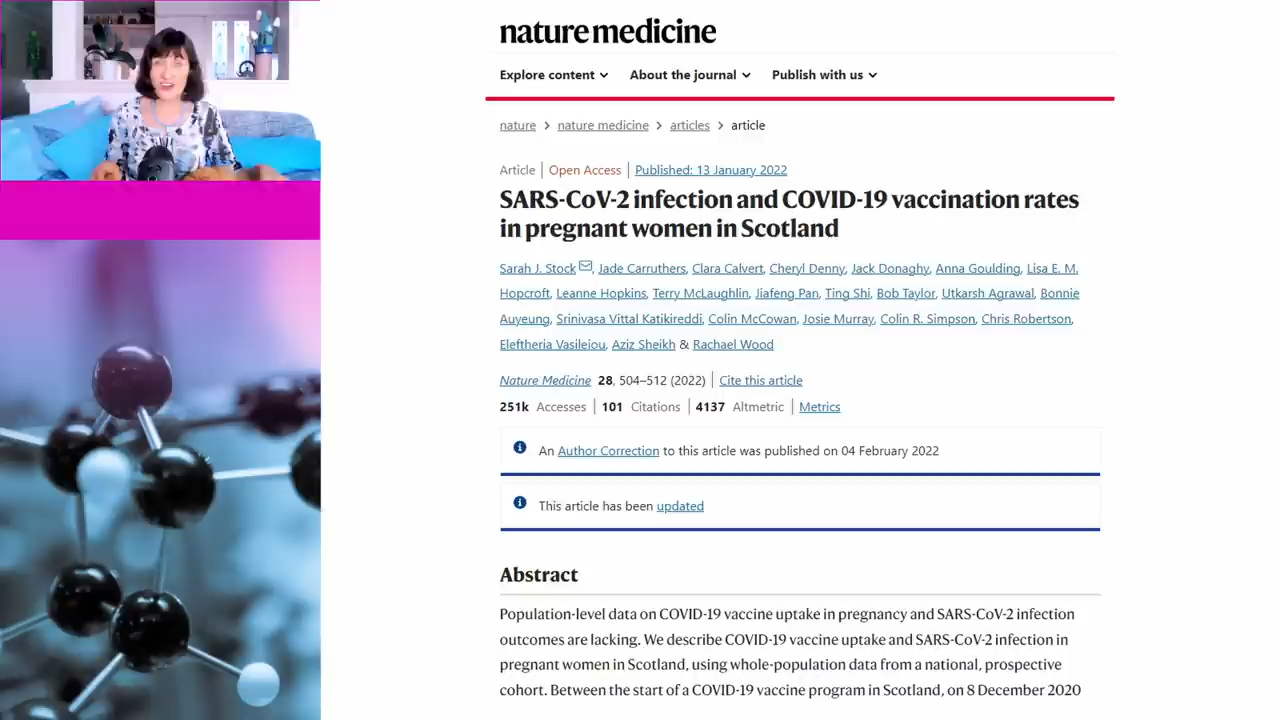 nature medicine
Explore content About the journal Publish with us
nature > nature medicine > articles > article
Article | Open Access | Published: 13 January 2022
SARS-CoV-2 infection and COVID-19 vaccination rates
in pregnant women in Scotland
Sarah J. Stock, Jade Carruthers, Clara Calvert, Cheryl Denny, Jack Donaghy, Anna Goulding, Lisa E. M.
Hopcroft, Leanne Hopkins, Terry McLaughlin, Jiafeng Pan, Ting Shi, Bob Taylor, Utkarsh Agrawal, Bonnie
Auyeung, Srinivasa Vittal Katikireddi, Colin McCowan, Josie Murray, Colin R. Simpson, Chris Robertson,
Eleftheria Vasileiou, Aziz Sheikh & Rachael Wood
Nature Medicine 28, 504–512 (2022) | Cite this article
251k Accesses | 101 Citations | 4137 Altmetric | Metrics
An Author Correction to this article was published on 04 February 2022
This article has been updated
Abstract
Population-level data on COVID-19 vaccine uptake in pregnancy and SARS-CoV-2 infection
outcomes are lacking. We describe COVID-19 vaccine uptake and SARS-CoV-2 infection in
pregnant women in Scotland, using whole-population data from a national, prospective
cohort. Between the start of a COVID-19 vaccine program in Scotland, on 8 December 2020